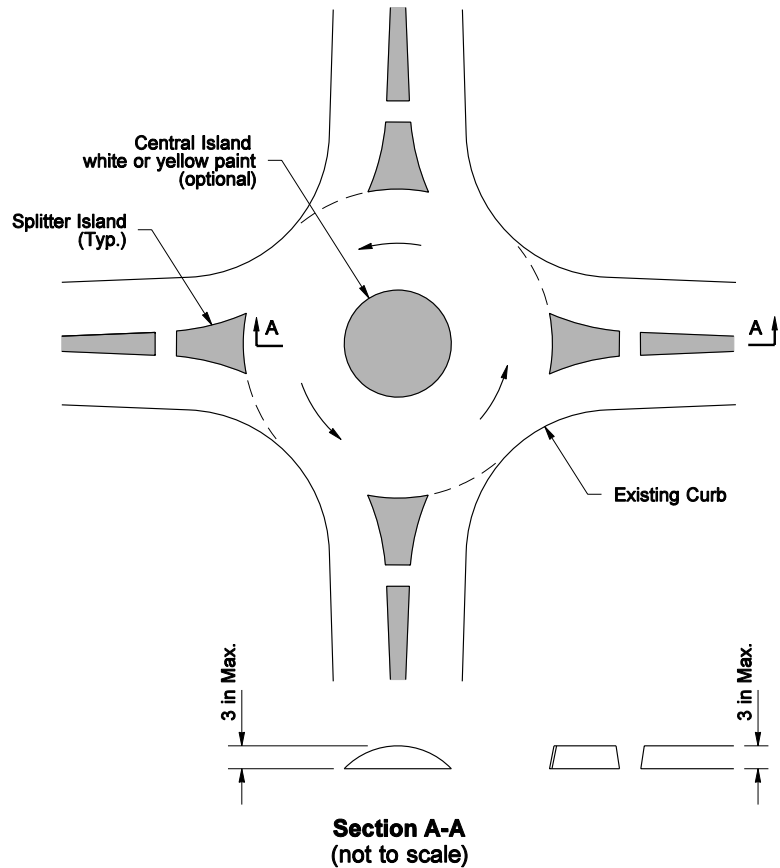 Central Island
white or yellow paint
(optional)
Splitter Island
(Typ.)
A
A
Existing Curb
3 in Max.
3 in Max.
Section A-A
(not to scale)